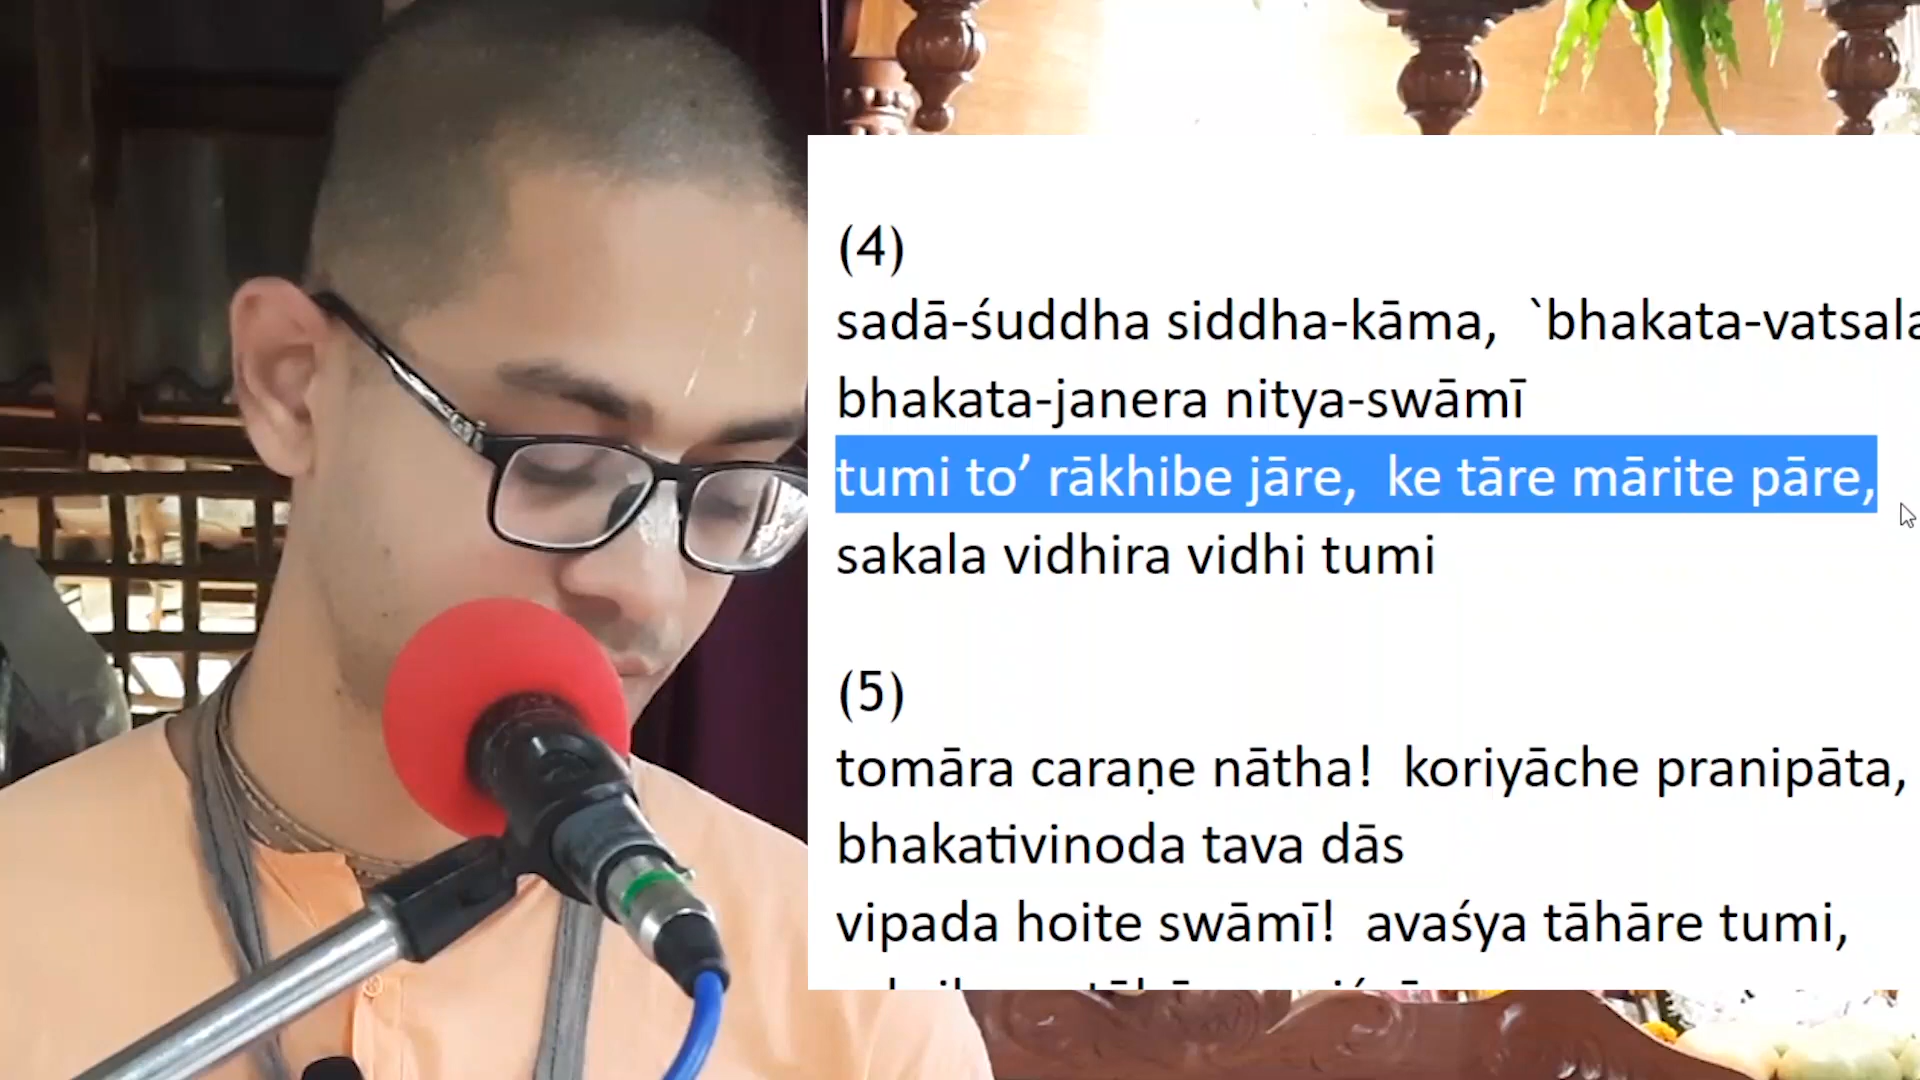 (4)
sadā-śuddha siddha-kāma, `bhakata-vatsala
bhakata-janera nitya-swāmī
tumi to’ rākhibe jāre, ke tāre mārite pāre,
sakala vidhira vidhi tumi
(5)
tomāra caraṇe nātha! koriyāche pranipāta,
bhakativinoda tava dās
vipada hoite swāmī! avaśya tāhāre tumi,